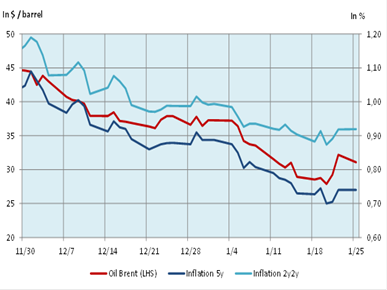 In $ / barrel In %
50 1,20
45 1,10
40 1,00
35 0,90
30 0,80
25 0,70
20 0,60
11/30 12/7 12/14 12/21 12/28 1/4 1/11 1/18 1/25
Oil Brent (LHS) Inflation 5y Inflation 2y2y